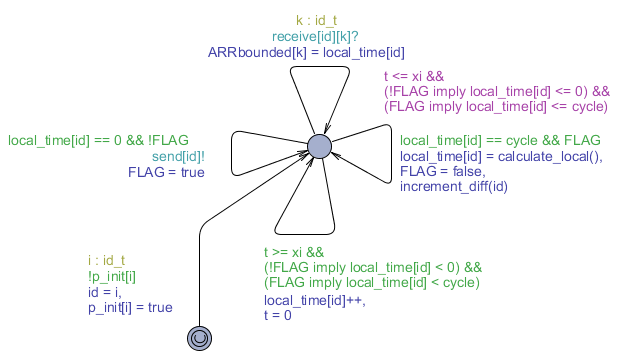 k : id_t
receive[id][k]?
ARRbounded[k] = local_time[id]
t <= xi &&
(!FLAG imply local_time[id] <= 0) &&
(FLAG imply local_time[id] <= cycle)
local_time[id] == 0 && !FLAG
send[id]!
FLAG = true
local_time[id] == cycle && FLAG
local_time[id] = calculate_local(),
FLAG = false,
increment_diff(id)
i : id_t
!p_init[i]
id = i,
p_init[i] = true
t >= xi &&
(!FLAG imply local_time[id] < 0) &&
(FLAG imply local_time[id] < cycle)
local_time[id]++,
t = 0